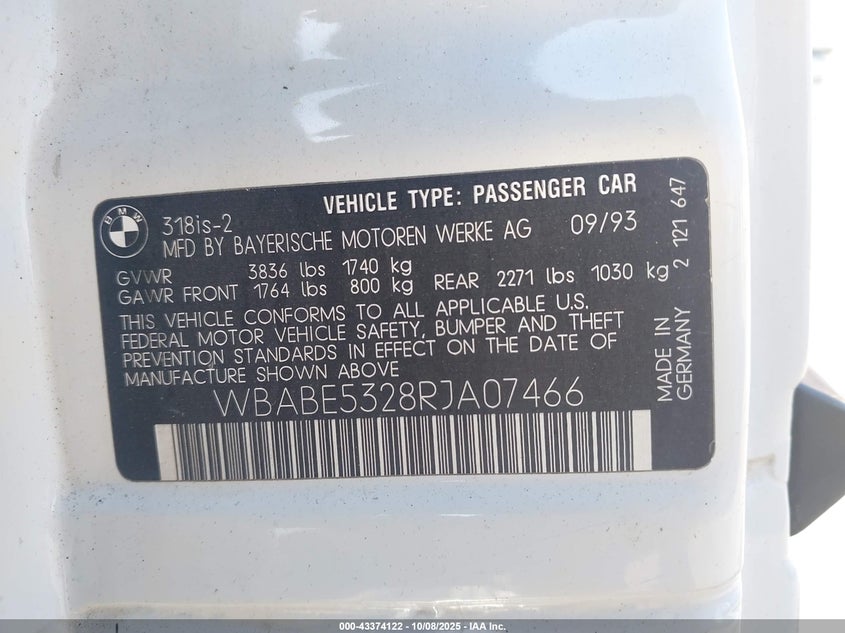 BMW
VEHICLE TYPE: PASSENGER CAR
318is-2
MFD BY BAYERISCHE MOTOREN WERKE AG 09/93
GVWR 3836 lbs 1740 kg
GAWR FRONT 1764 lbs 800 kg REAR 2271 lbs 1030 kg
THIS VEHICLE CONFORMS TO ALL APPLICABLE U.S.
FEDERAL MOTOR VEHICLE SAFETY, BUMPER AND THEFT
PREVENTION STANDARDS IN EFFECT ON THE DATE OF
MANUFACTURE SHOWN ABOVE
WBABE5328RJA07466
MADE IN
GERMANY
2 121 647
000-43374122 - 10/08/2025 - IAA Inc.